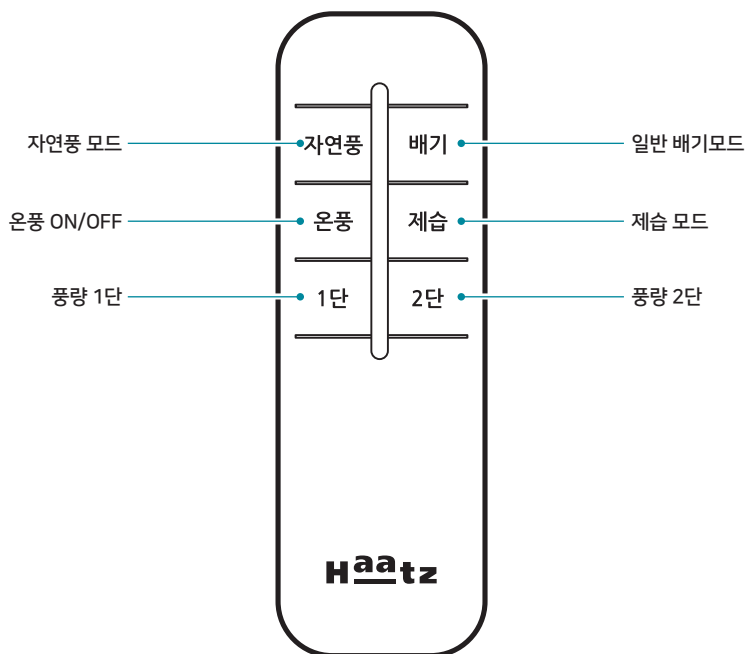 자연풍 모드
자연풍
배기
일반 배기모드
온풍 ON/OFF
온풍
제습
제습 모드
풍량 1단
1단
2단
풍량 2단
Haatz